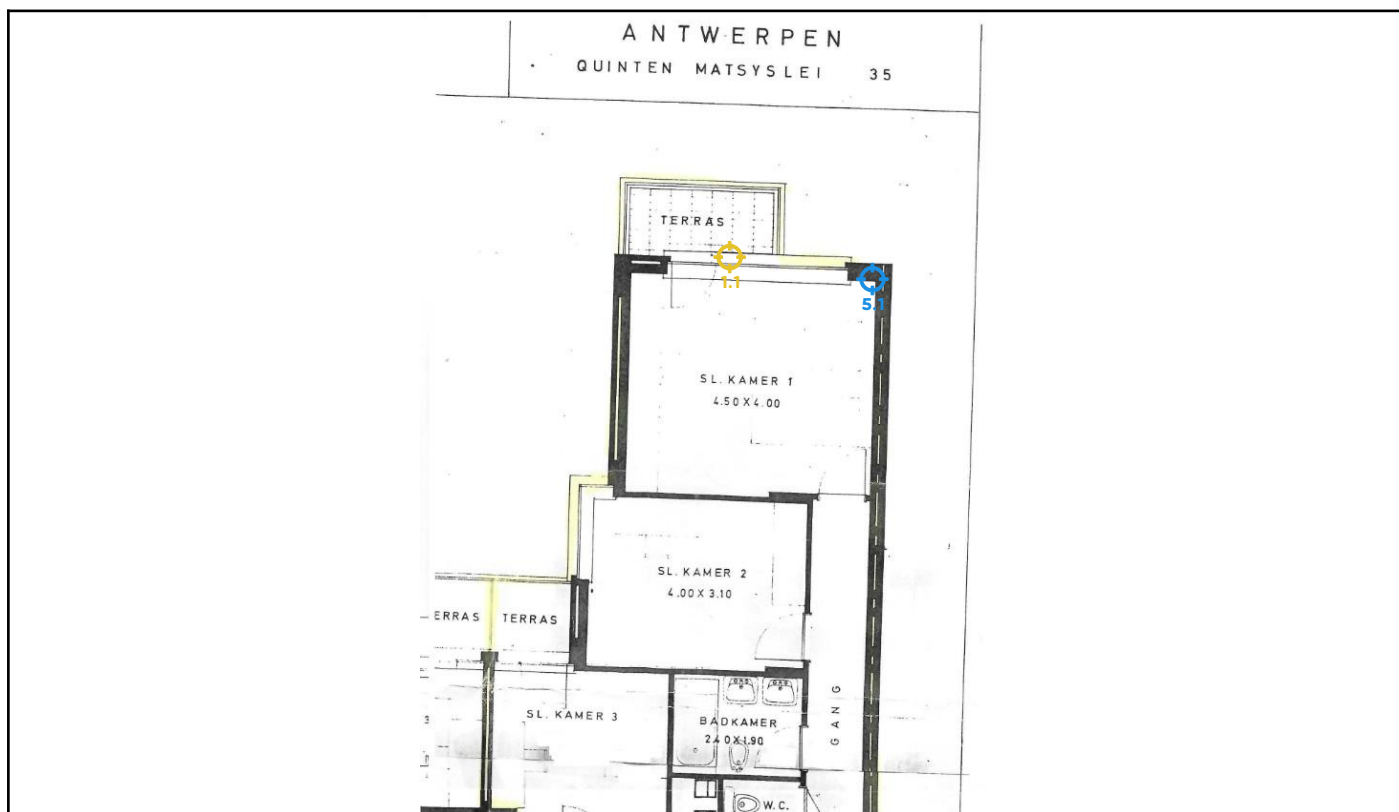 ANTWERPEN
QUINTEN MATSYSLEI 35
TERRAS
1.1
5.1
SL. KAMER 1
4.50 X 4.00
SL. KAMER 2
4.00 X 3.10
ERRAS
TERRAS
SL. KAMER 3
3
BADKAMER
2.40 X 1.90
GANG
W.C.